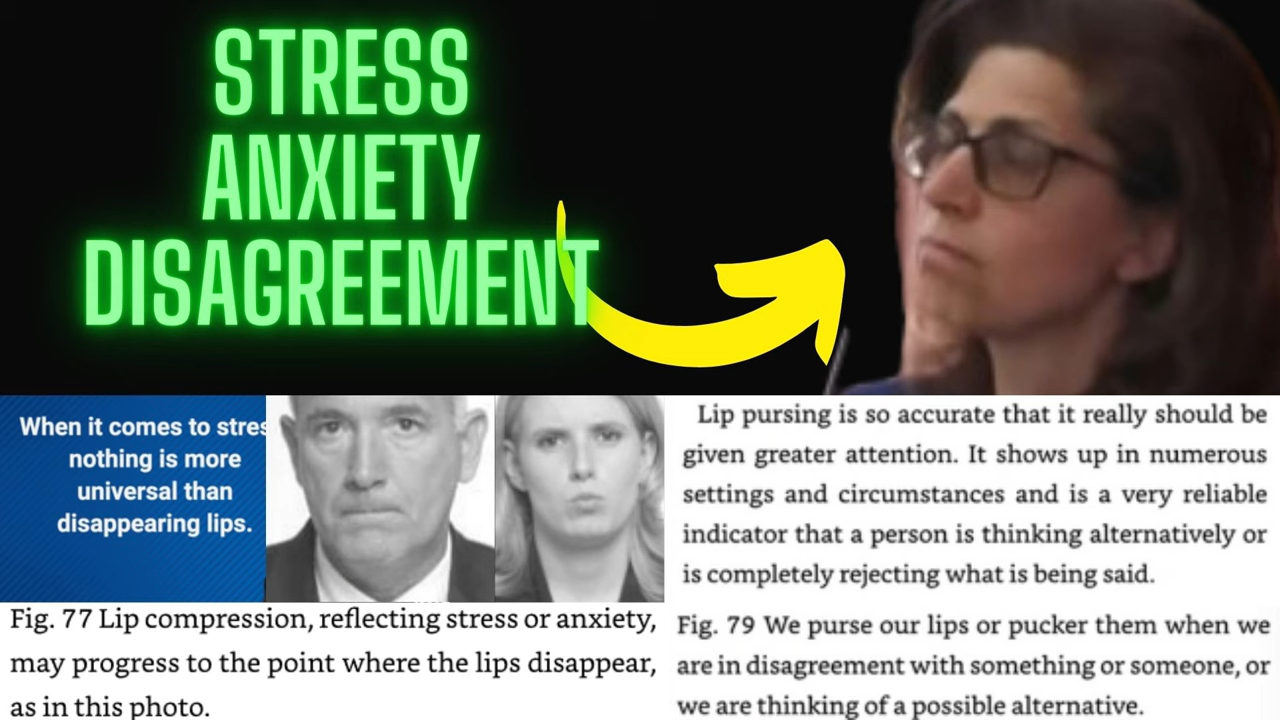 STRESS
ANXIETY
DISAGREEMENT
When it comes to stres
nothing is more
universal than
disappearing lips.
Fig. 77 Lip compression, reflecting stress or anxiety,
may progress to the point where the lips disappear,
as in this photo.
Lip pursing is so accurate that it really should be
given greater attention. It shows up in numerous
settings and circumstances and is a very reliable
indicator that a person is thinking alternatively or
is completely rejecting what is being said.
Fig. 79 We purse our lips or pucker them when we
are in disagreement with something or someone, or
we are thinking of a possible alternative.